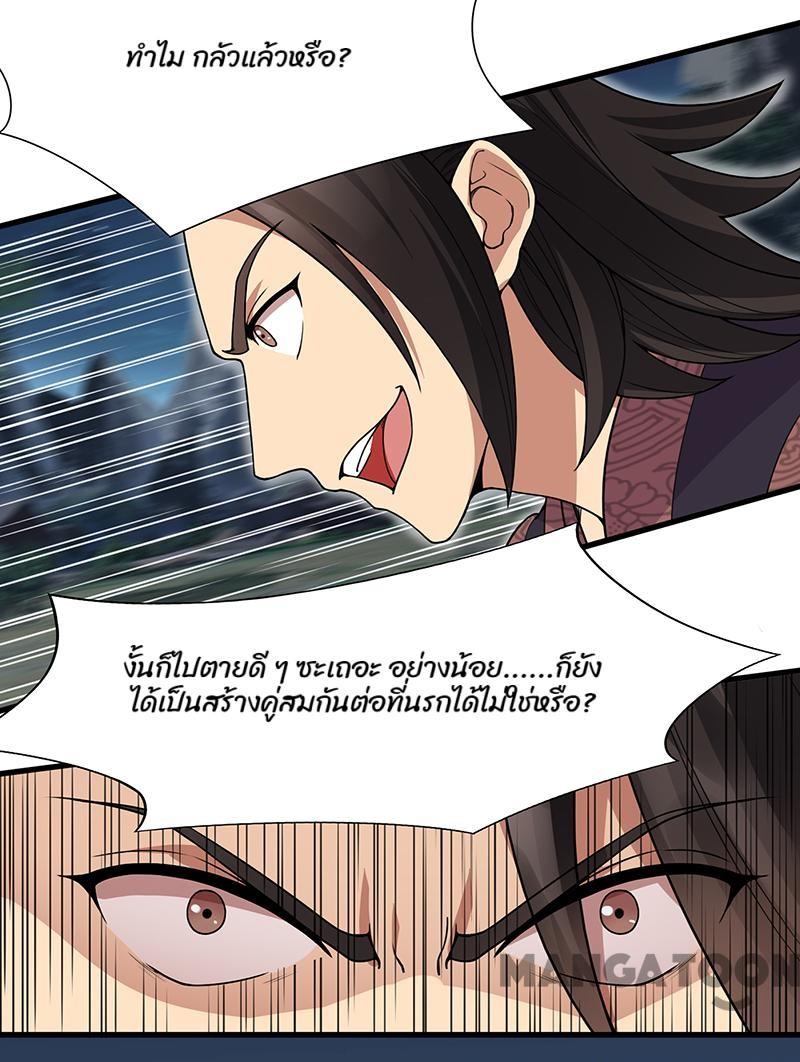 ทำไม กลัวแล้วหรือ?
งั้นก็ไปตายดี ๆ ซะเถอะ อย่างน้อย......ก็ยัง
ได้เป็นสร้างคู่สมกันต่อที่นรกได้ไม่ใช่หรือ?
MANGATOON